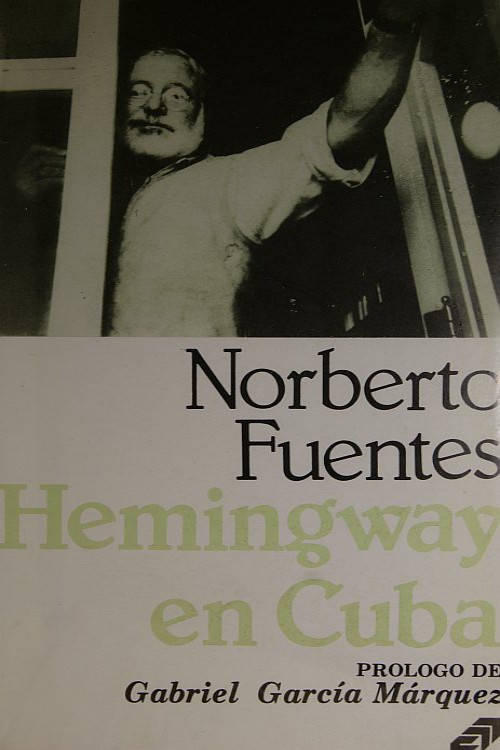 Norberto
Fuentes
Hemingway
en Cuba
PROLOGO DE
Gabriel García Márquez